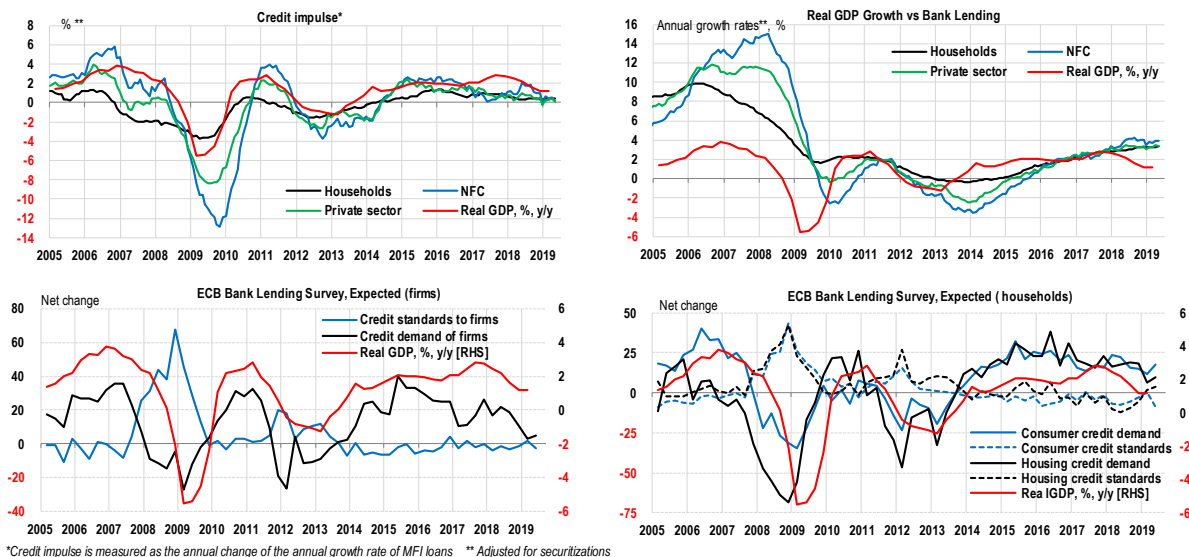 Credit impulse*
% **
8
6
4
2
0
-2
-4
-6
-8
-10
-12
-14
Households
NFC
Private sector
Real GDP, %, y/y
2005 2006 2007 2008 2009 2010 2011 2012 2013 2014 2015 2016 2017 2018 2019
Real GDP Growth vs Bank Lending
Annual growth rates**, %
16
14
12
10
8
6
4
2
0
-2
-4
-6
Households
NFC
Private sector
Real GDP, %, y/y
2005 2006 2007 2008 2009 2010 2011 2012 2013 2014 2015 2016 2017 2018 2019
ECB Bank Lending Survey, Expected (firms)
Net change
80
60
40
20
0
-20
-40
6
4
2
0
-2
-4
-6
Credit standards to firms
Credit demand of firms
Real GDP, %, y/y [RHS]
2005 2006 2007 2008 2009 2010 2011 2012 2013 2014 2015 2016 2017 2018 2019
ECB Bank Lending Survey, Expected ( households)
Net change
50
25
0
-25
-50
-75
6
4
2
0
-2
-4
-6
Consumer credit demand
Consumer credit standards
Housing credit demand
Housing credit standards
Rea lGDP, %, y/y [RHS]
2005 2006 2007 2008 2009 2010 2011 2012 2013 2014 2015 2016 2017 2018 2019
*Credit impulse is measured as the annual change of the annual growth rate of MFI loans ** Adjusted for securitizations